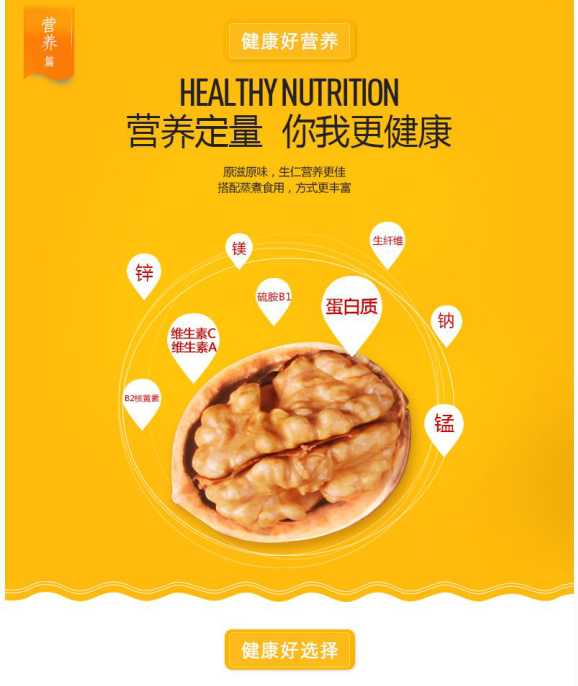 营养
篇
健康好营养
HEALTHY NUTRITION
营养定量 你我更健康
原滋原味，生仁营养更佳
搭配蒸煮食用，方式更丰富
生纤维
镁
锌
硫胺B1
蛋白质
钠
维生素C
维生素A
B2核黄素
锰
健康好选择